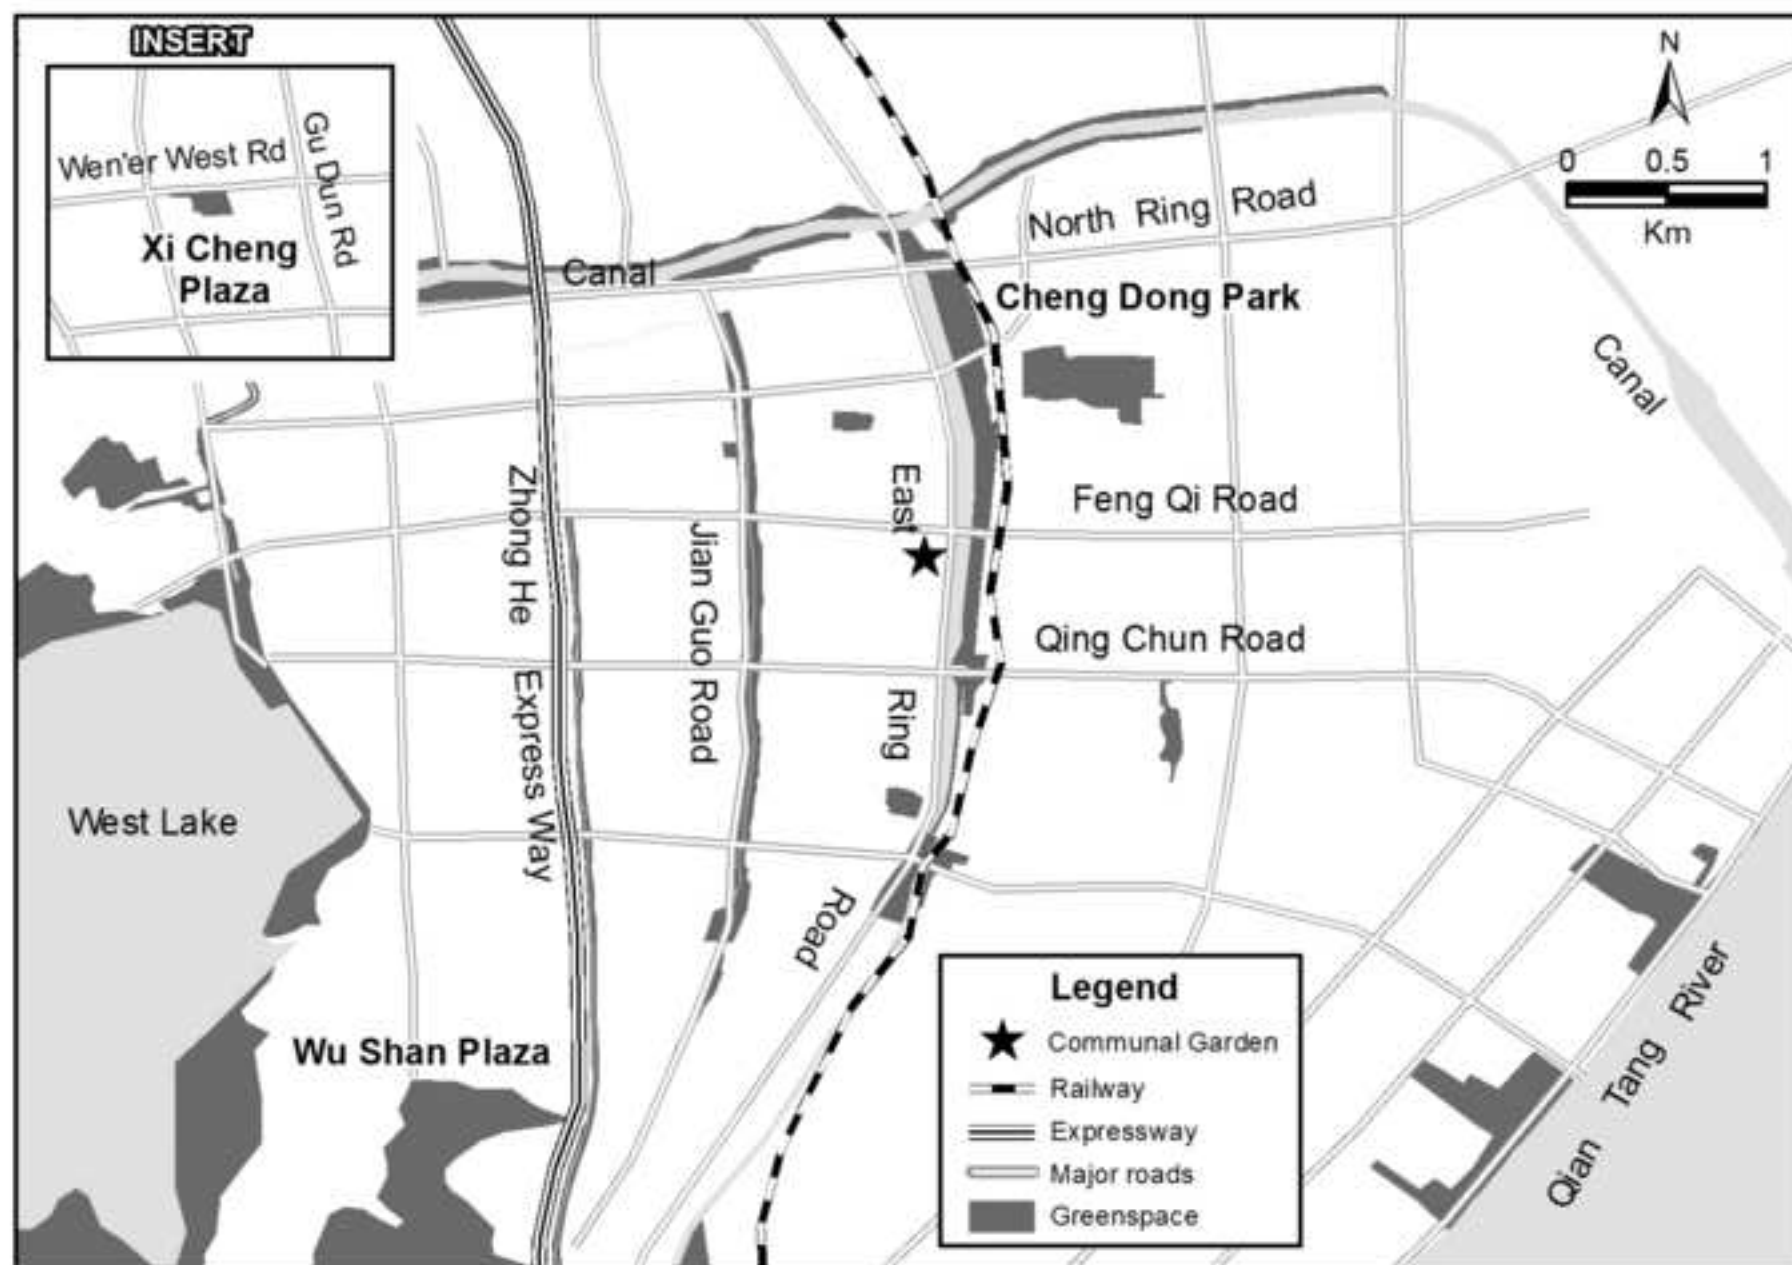 INSERT
Wen'er West Rd
Gu Dun Rd
Xi Cheng
Plaza
N
0 0.5 1
Km
North Ring Road
Canal
Cheng Dong Park
Canal
Zhong He Express Way
Jian Guo Road
East Ring Road
Feng Qi Road
Qing Chun Road
West Lake
Wu Shan Plaza
Qian Tang River
Legend
Communal Garden
Railway
Expressway
Major roads
Greenspace